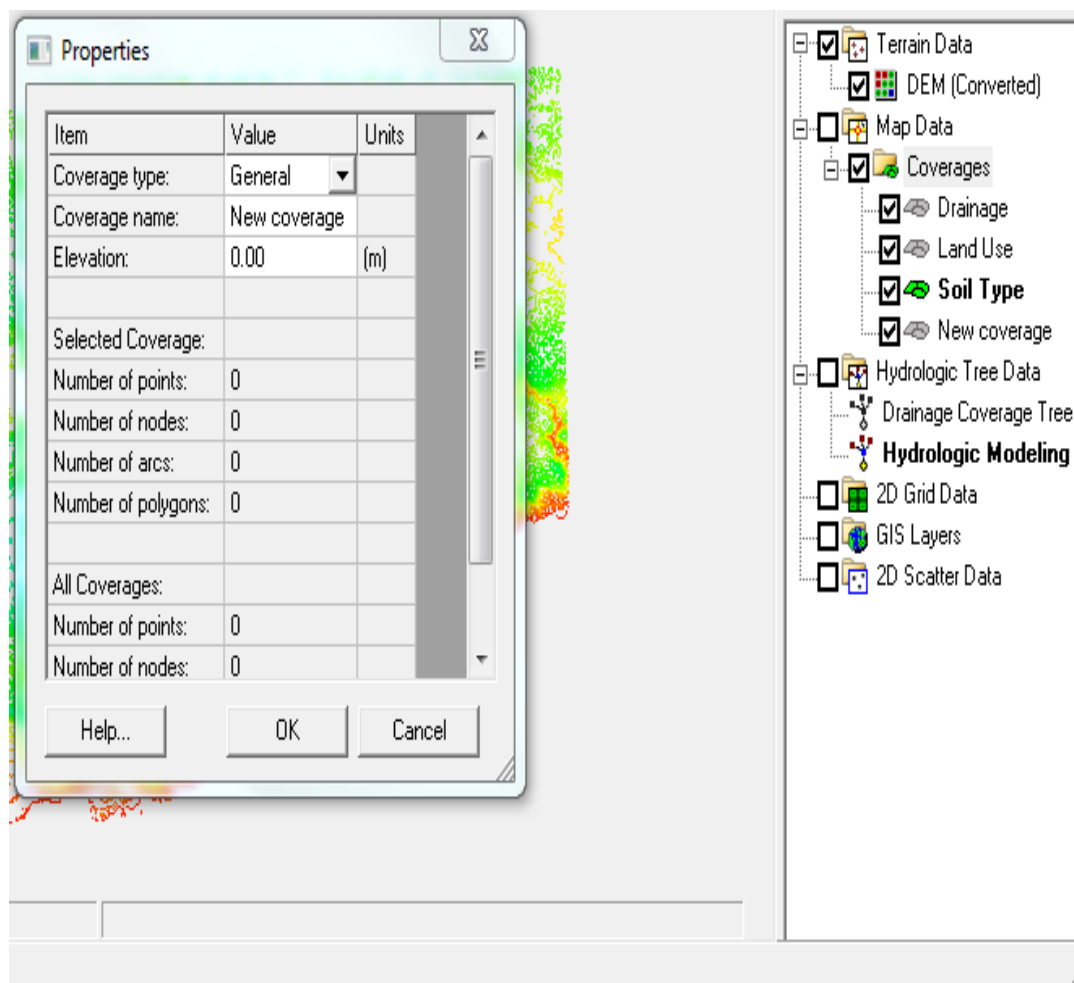 Properties
Item Value Units
Coverage type: General
Coverage name: New coverage
Elevation: 0.00 (m)
Selected Coverage:
Number of points: 0
Number of nodes: 0
Number of arcs: 0
Number of polygons: 0
All Coverages:
Number of points: 0
Number of nodes: 0
Help... OK Cancel
Terrain Data
DEM (Converted)
Map Data
Coverages
Drainage
Land Use
Soil Type
New coverage
Hydrologic Tree Data
Drainage Coverage Tree
Hydrologic Modeling
2D Grid Data
GIS Layers
2D Scatter Data